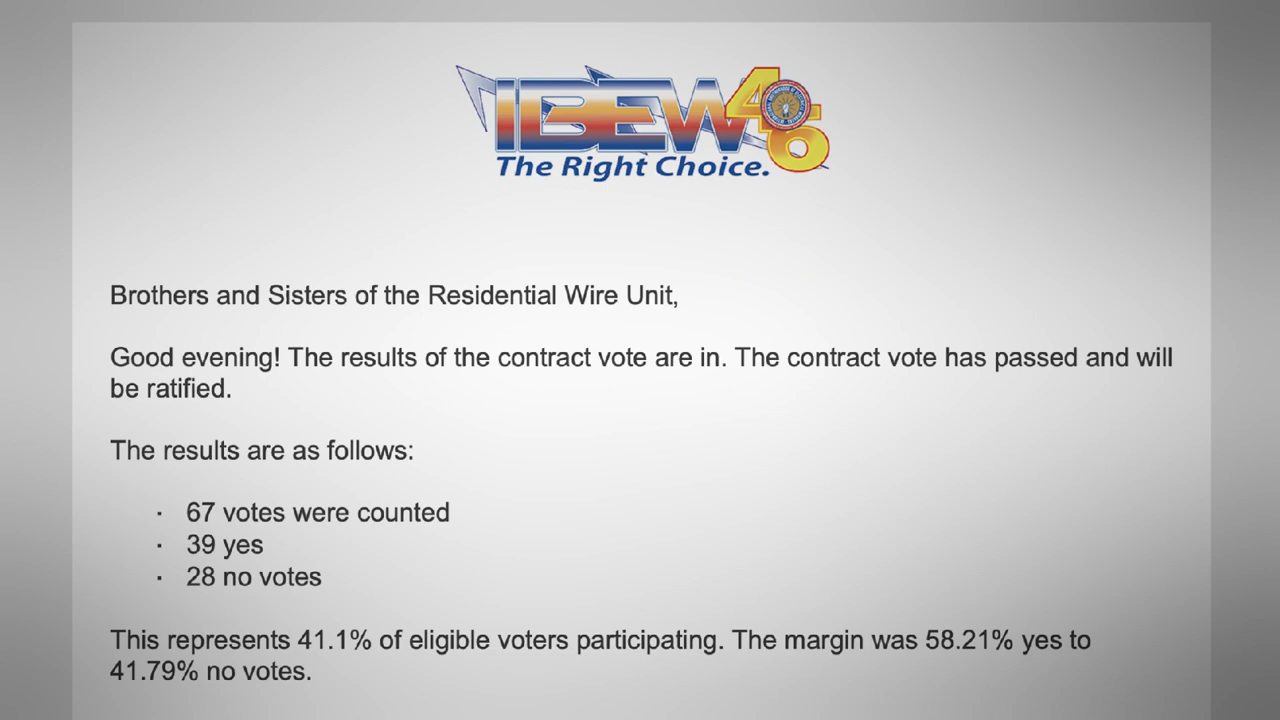 IBEW 46
The Right Choice.
Brothers and Sisters of the Residential Wire Unit,
Good evening! The results of the contract vote are in. The contract vote has passed and will
be ratified.
The results are as follows:
· 67 votes were counted
· 39 yes
· 28 no votes
This represents 41.1% of eligible voters participating. The margin was 58.21% yes to
41.79% no votes.